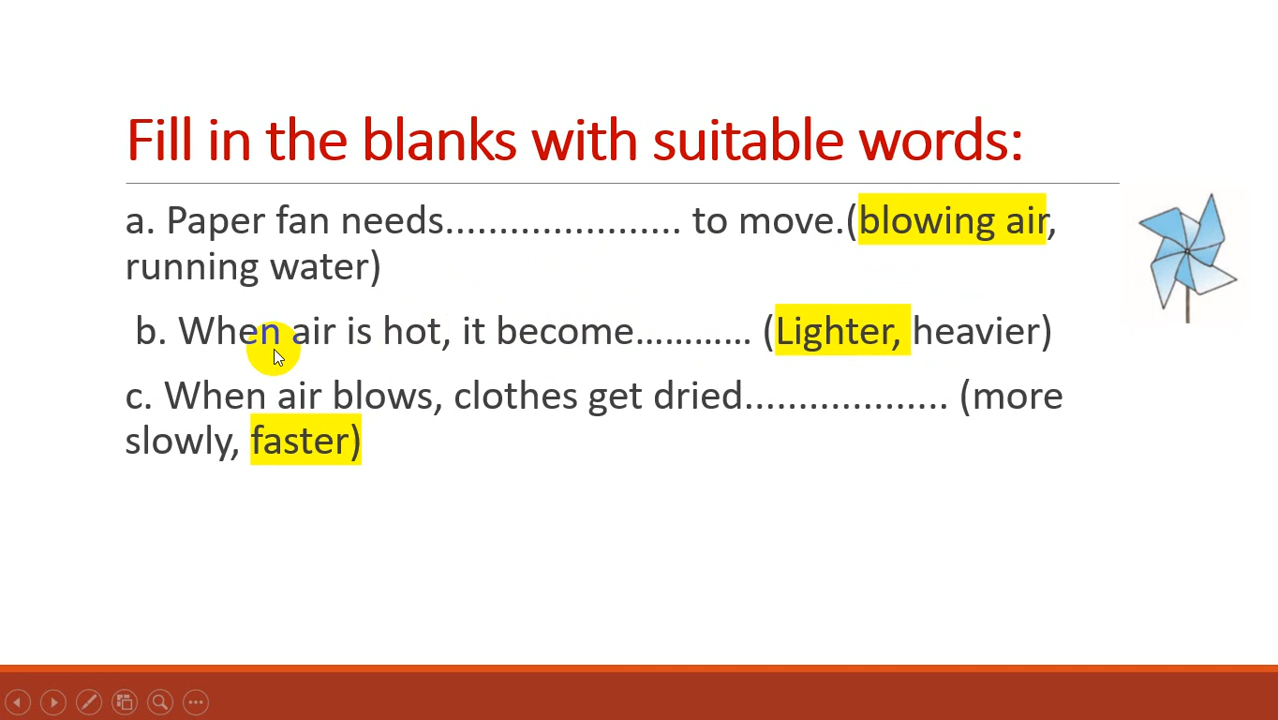 Fill in the blanks with suitable words:
a. Paper fan needs...................... to move.(blowing air,
running water)
b. When air is hot, it become………… (Lighter, heavier)
c. When air blows, clothes get dried................... (more
slowly, faster)